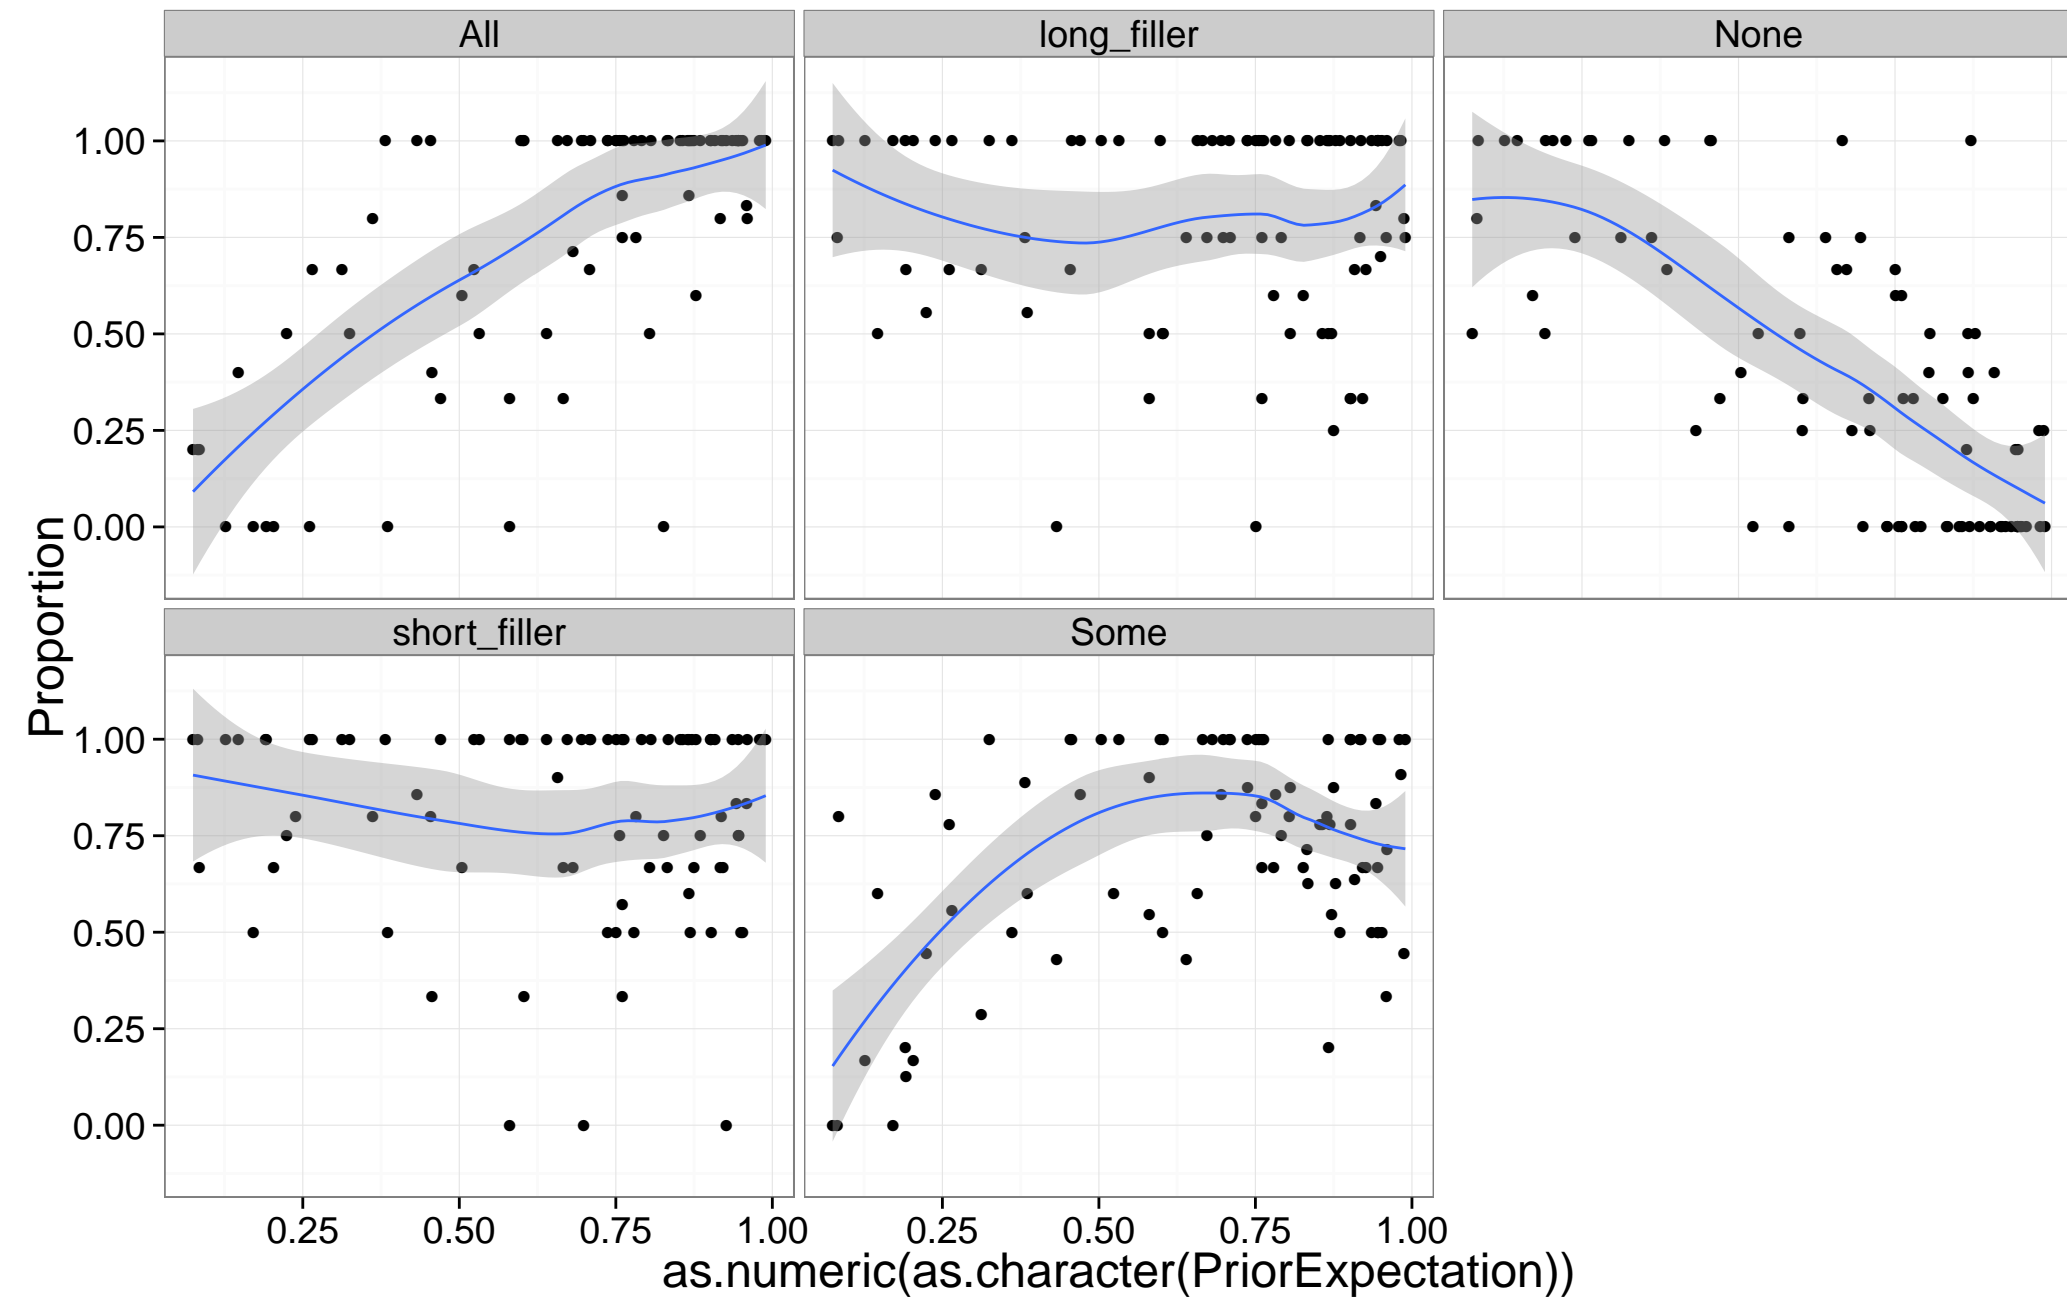 All
long_filler
None
1.00
0.75
0.50
0.25
0.00
Proportion
short_filler
Some
1.00
0.75
0.50
0.25
0.00
0.25 0.50 0.75 1.00
0.25 0.50 0.75 1.00
as.numeric(as.character(PriorExpectation))